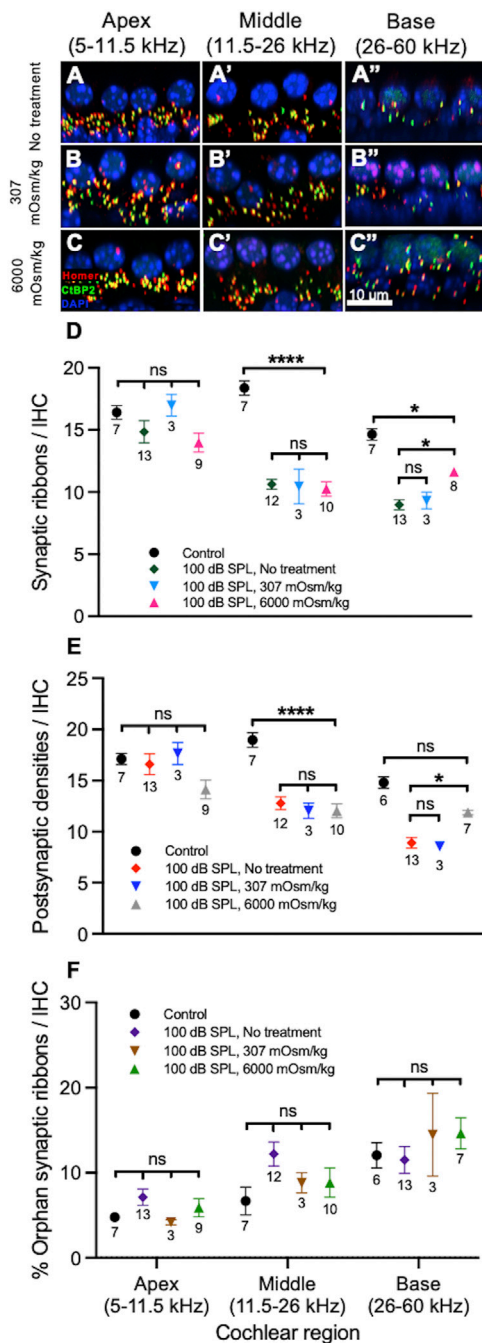 Apex Middle Base
(5-11.5 kHz) (11.5-26 kHz) (26-60 kHz)
No treatment
A A' A''
307
mOsm/kg
B B' B''
6000
mOsm/kg
C C' C''
Homer
CtBP2
DAPI
10 µm
D
Synaptic ribbons / IHC
20
15
10
5
0
ns **** *
*
ns ns
7 13 3 9
7 12 3 10
7 13 3 8
Control
100 dB SPL, No treatment
100 dB SPL, 307 mOsm/kg
100 dB SPL, 6000 mOsm/kg
E
Postsynaptic densities / IHC
25
20
15
10
5
0
ns **** ns
*
ns ns
7 13 3 9
7 12 3 10
6 13 3 7
Control
100 dB SPL, No treatment
100 dB SPL, 307 mOsm/kg
100 dB SPL, 6000 mOsm/kg
F
% Orphan synaptic ribbons / IHC
30
20
10
0
Control
100 dB SPL, No treatment
100 dB SPL, 307 mOsm/kg
100 dB SPL, 6000 mOsm/kg
ns ns ns
7 13 3 9
7 12 3 10
6 13 3 7
Apex Middle Base
(5-11.5 kHz) (11.5-26 kHz) (26-60 kHz)
Cochlear region